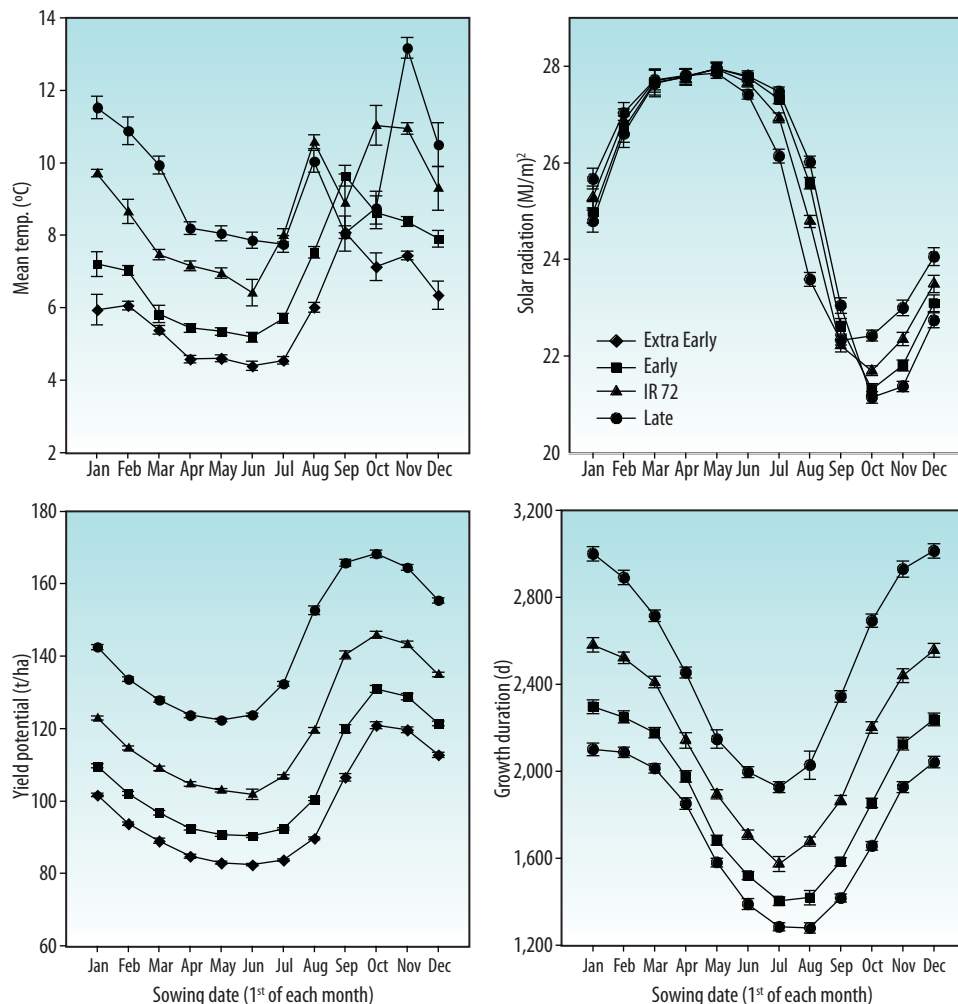 14
12
10
8
6
4
2
Mean temp. (ºC)
Jan Feb Mar Apr May Jun Jul Aug Sep Oct Nov Dec
28
26
24
22
20
Solar radiation (MJ/m)²
Extra Early
Early
IR 72
Late
Jan Feb Mar Apr May Jun Jul Aug Sep Oct Nov Dec
180
160
140
120
100
80
60
Yield potential (t/ha)
Jan Feb Mar Apr May Jun Jul Aug Sep Oct Nov Dec
Sowing date (1st of each month)
3,200
2,800
2,400
2,000
1,600
1,200
Growth duration (d)
Jan Feb Mar Apr May Jun Jul Aug Sep Oct Nov Dec
Sowing date (1st of each month)